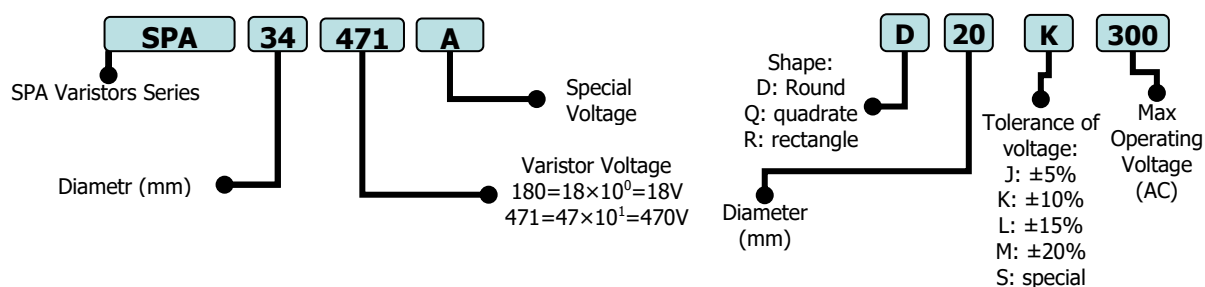 SPA 34 471 A
SPA Varistors Series
Special
Voltage
Diametr (mm)
Varistor Voltage
180=18×10⁰=18V
471=47×10¹=470V
D 20 K 300
Shape:
D: Round
Q: quadrate
R: rectangle
Diameter
(mm)
Tolerance of
voltage:
J: ±5%
K: ±10%
L: ±15%
M: ±20%
S: special
Max
Operating
Voltage
(AC)